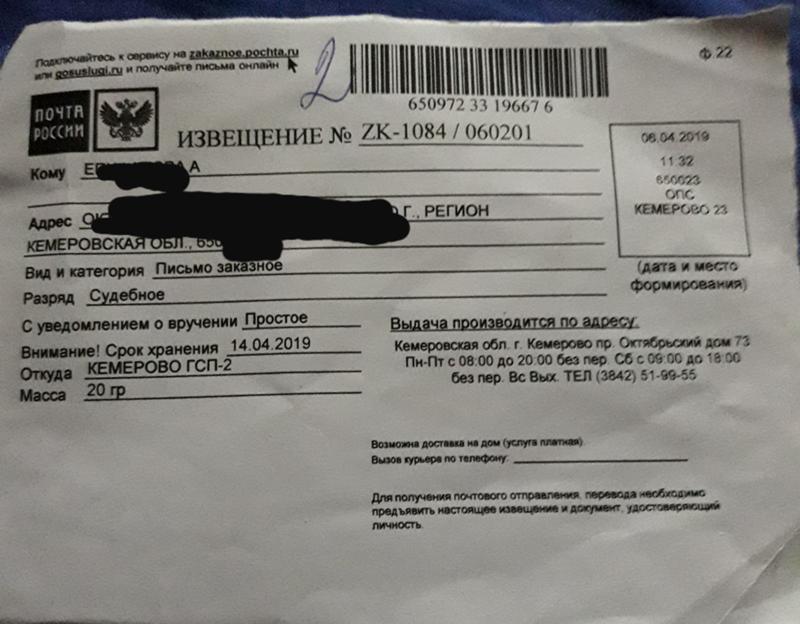 Подключайтесь к сервису на zakaznoe.pochta.ru
или gosuslugi.ru и получайте письма онлайн
2
ф.22
650972 33 19667 6
ПОЧТА
РОССИИ
ИЗВЕЩЕНИЕ № ZK-1084 / 060201
06.04.2019
11:32
650023
ОПС
КЕМЕРОВО 23
(дата и место
формирования)
Кому А
Адрес Г., РЕГИОН
КЕМЕРОВСКАЯ ОБЛ., 650
Вид и категория Письмо заказное
Разряд Судебное
С уведомлением о вручении Простое
Внимание! Срок хранения 14.04.2019
Откуда КЕМЕРОВО ГСП-2
Масса 20 гр
Выдача производится по адресу:
Кемеровская обл. г. Кемерово пр. Октябрьский дом 73
Пн-Пт с 08:00 до 20:00 без пер. Сб с 09:00 до 18:00
без пер. Вс Вых. ТЕЛ (3842) 51-99-55
Возможна доставка на дом (услуга платная).
Вызов курьера по телефону:
Для получения почтового отправления, перевода необходимо
предъявить настоящее извещение и документ, удостоверяющий
личность.